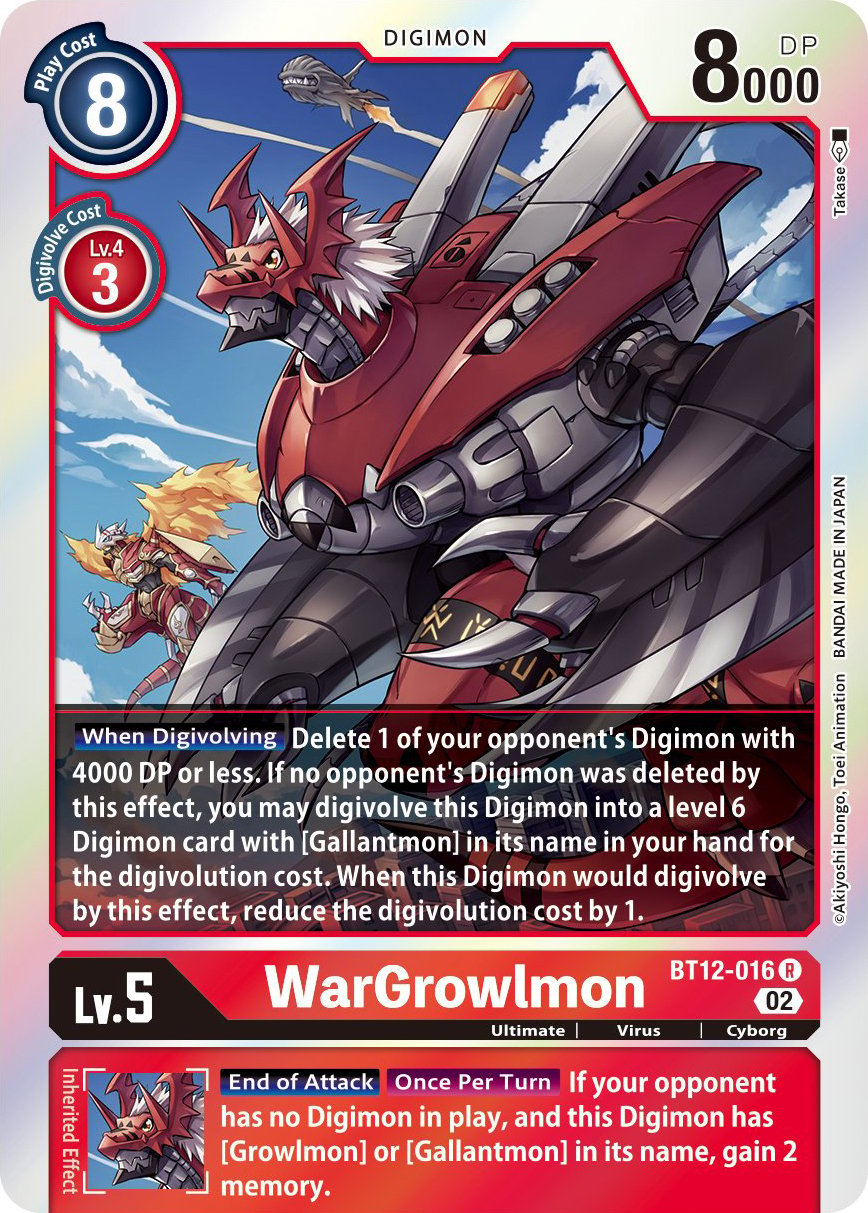 DIGIMON
Play Cost
8
DP
8000
Digivolve Cost
Lv.4
3
Takase
When Digivolving Delete 1 of your opponent's Digimon with
4000 DP or less. If no opponent's Digimon was deleted by
this effect, you may digivolve this Digimon into a level 6
Digimon card with [Gallantmon] in its name in your hand for
the digivolution cost. When this Digimon would digivolve
by this effect, reduce the digivolution cost by 1.
©Akiyoshi Hongo, Toei Animation BANDAI MADE IN JAPAN
Lv.5
WarGrowlmon
BT12-016 R
02
Ultimate | Virus | Cyborg
Inherited Effect
End of Attack Once Per Turn If your opponent
has no Digimon in play, and this Digimon has
[Growlmon] or [Gallantmon] in its name, gain 2
memory.